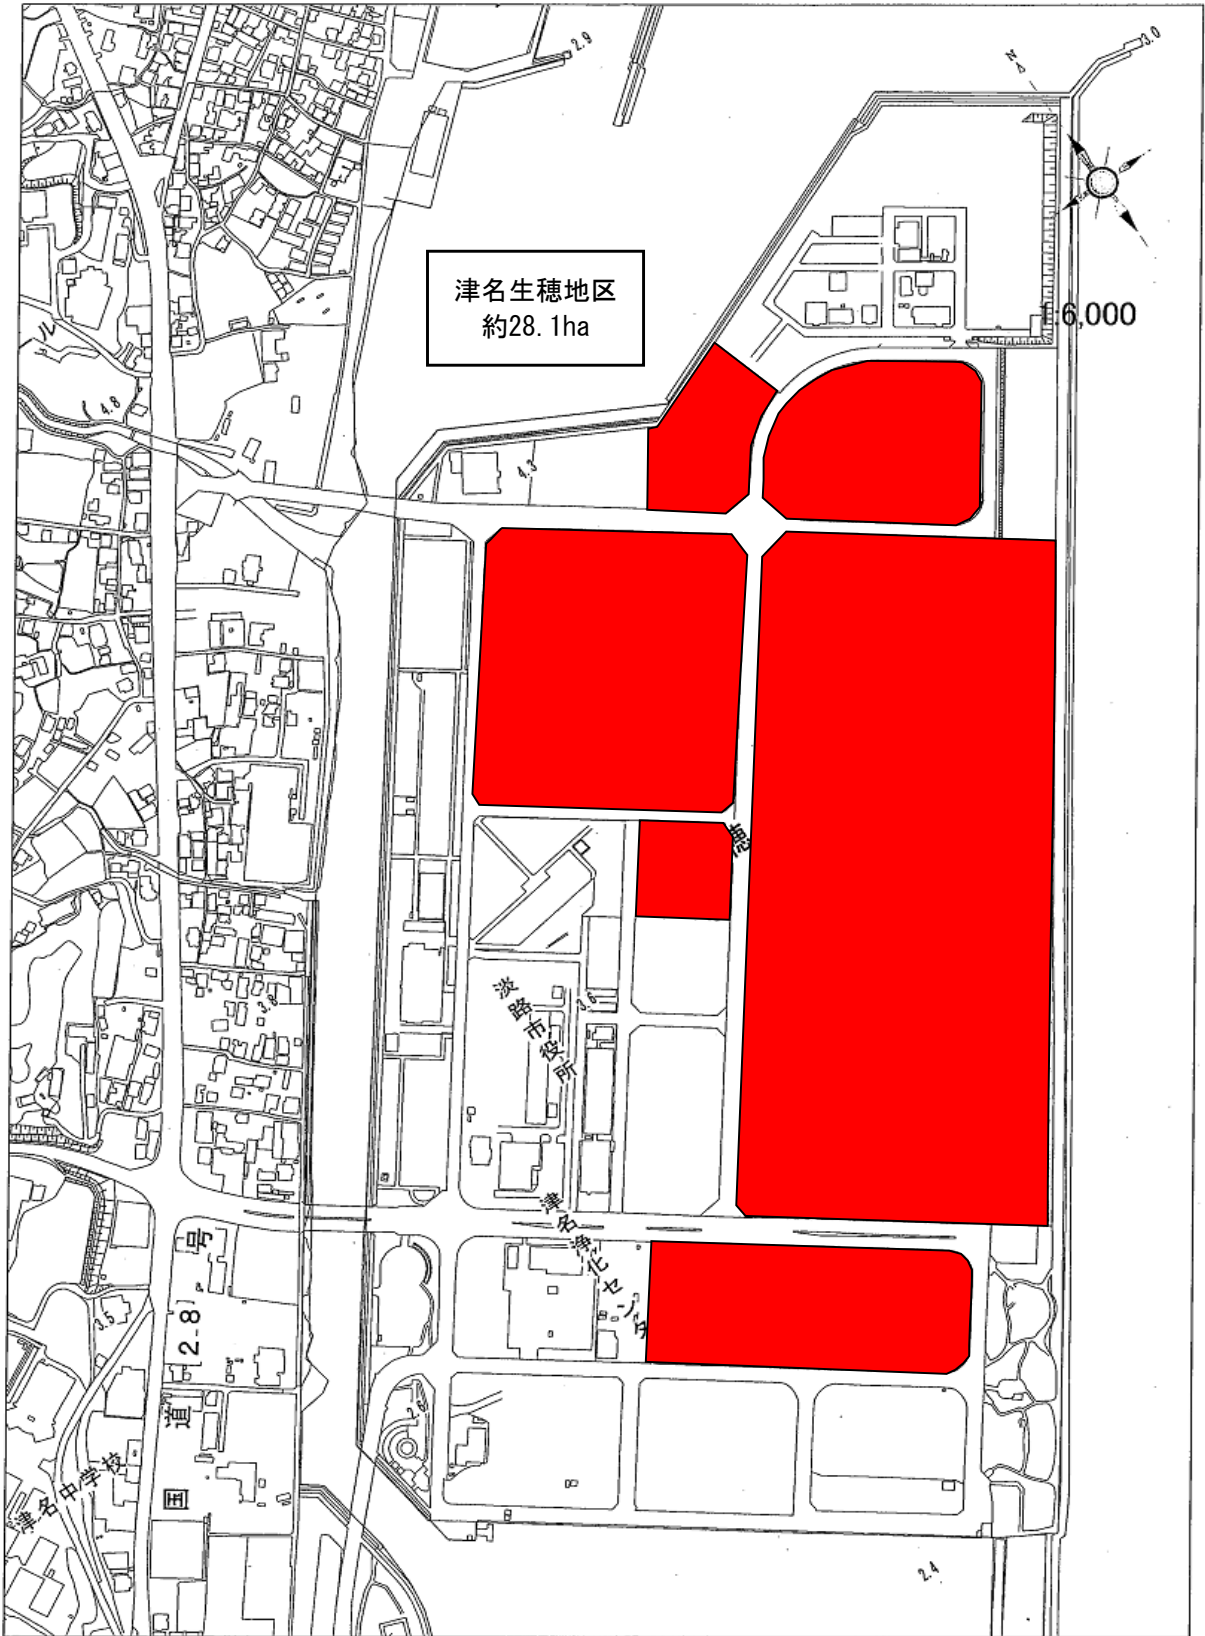 2.9
3.0
N
津名生穂地区
約28.1ha
1:6,000
ル
4.8
4.3
穂
淡路市役所
3.6
3.8
津名浄化センタ
号
2-8
3.5
道
国
津名中学校
2.4